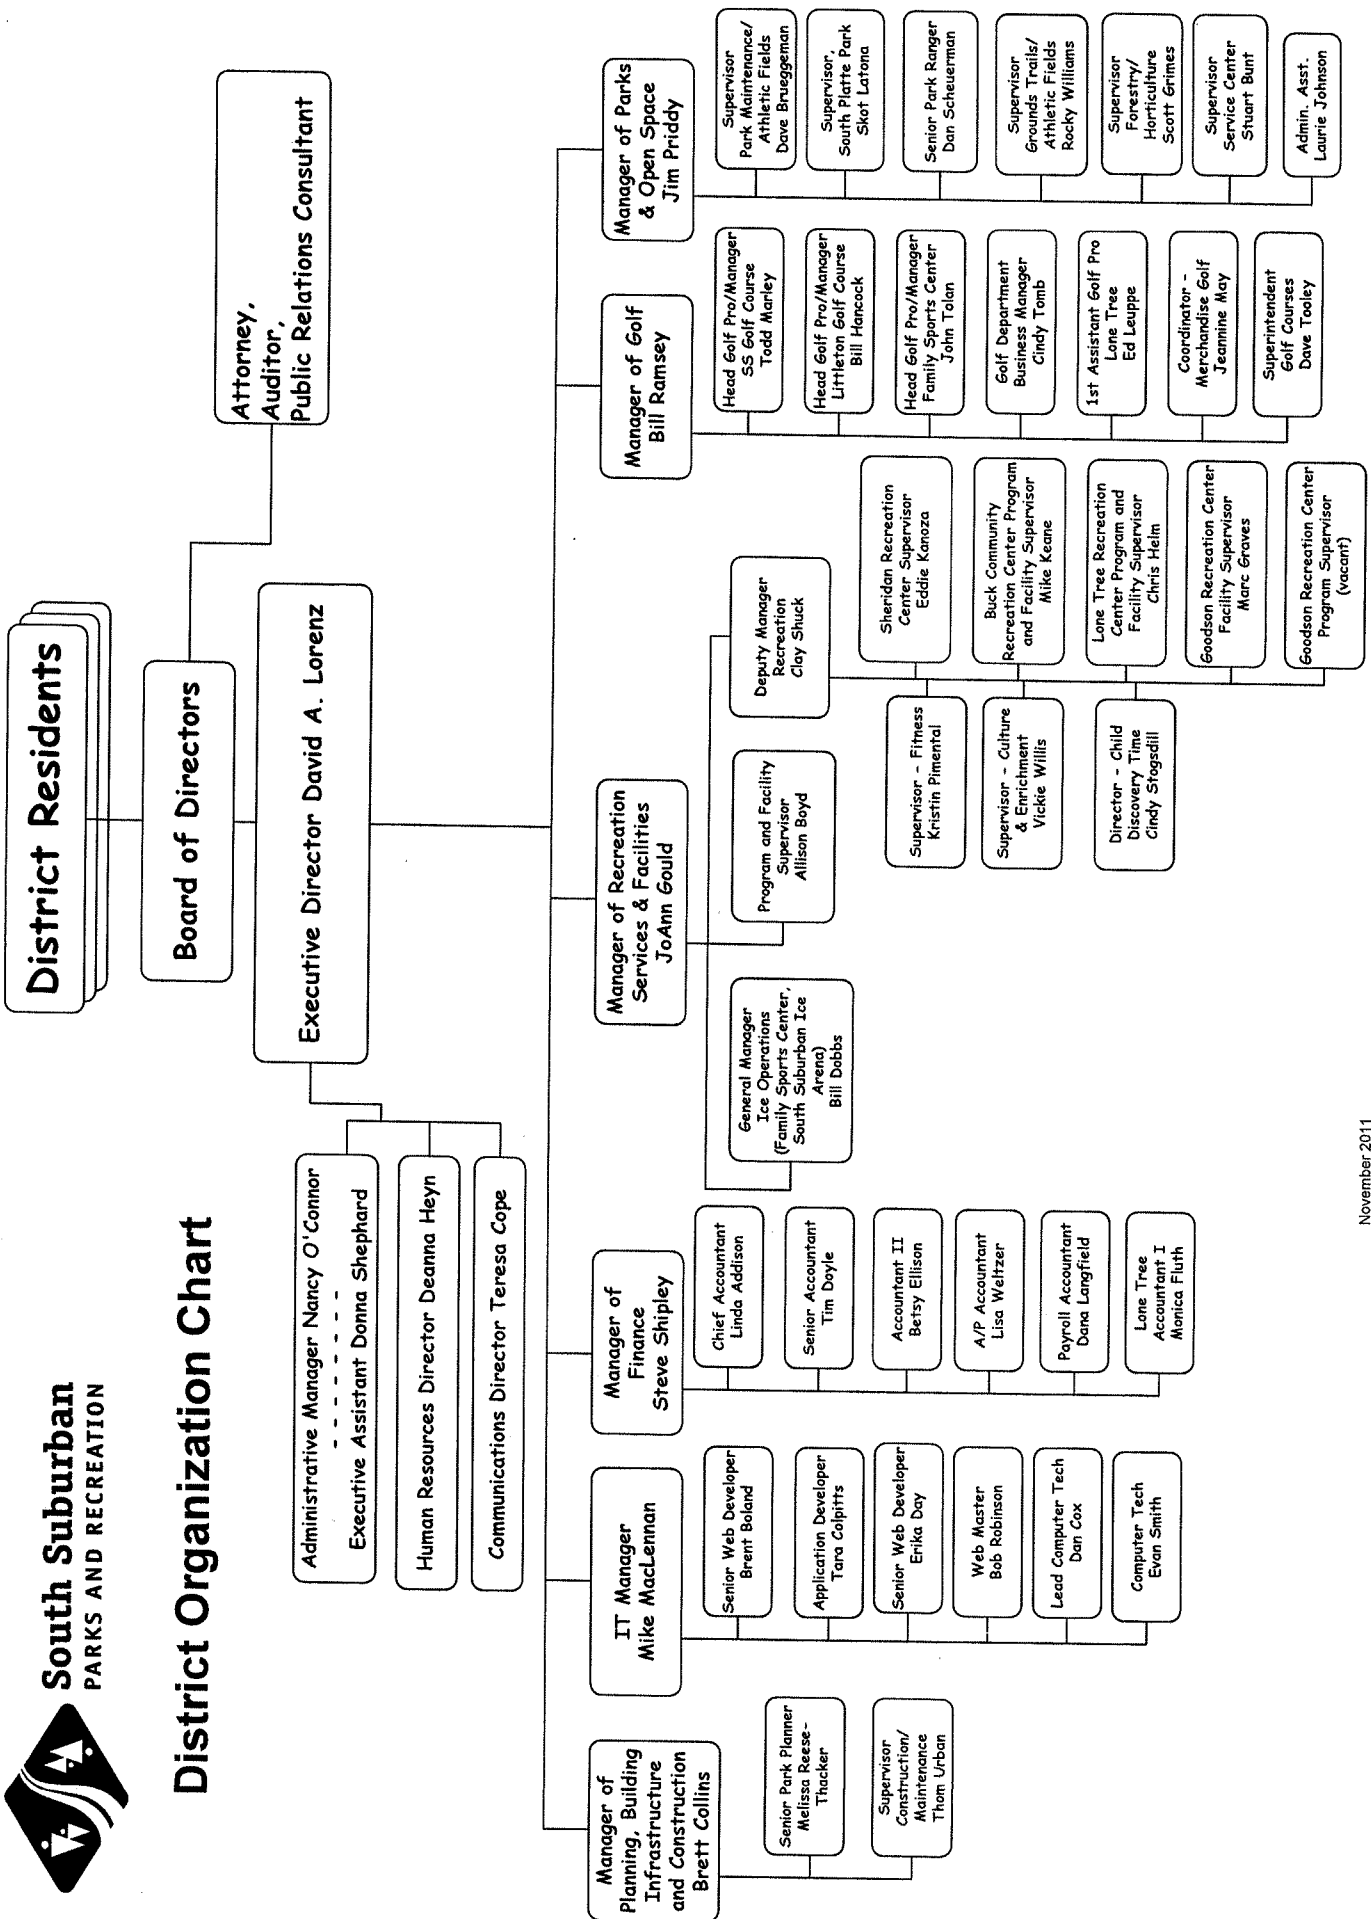 South Suburban
PARKS AND RECREATION
District Organization Chart
District Residents
Board of Directors
Attorney,
Auditor,
Public Relations Consultant
Executive Director David A. Lorenz
Administrative Manager Nancy O'Connor
- - - - - - -
Executive Assistant Donna Shephard
Human Resources Director Deanna Heyn
Communications Director Teresa Cope
Manager of
Planning, Building
Infrastructure
and Construction
Brett Collins
Senior Park Planner
Melissa Reese-
Thacker
Supervisor
Construction/
Maintenance
Thom Urban
IT Manager
Mike MacLennan
Senior Web Developer
Brent Boland
Application Developer
Tara Colpitts
Senior Web Developer
Erika Day
Web Master
Bob Robinson
Lead Computer Tech
Dan Cox
Computer Tech
Evan Smith
Manager of
Finance
Steve Shipley
Chief Accountant
Linda Addison
Senior Accountant
Tim Doyle
Accountant II
Betsy Ellison
A/P Accountant
Lisa Weltzer
Payroll Accountant
Dana Langfield
Lone Tree
Accountant I
Monica Fluth
Manager of Recreation
Services & Facilities
JoAnn Gould
General Manager
Ice Operations
(Family Sports Center,
South Suburban Ice
Arena)
Bill Dobbs
Program and Facility
Supervisor
Allison Boyd
Deputy Manager
Recreation
Clay Shuck
Supervisor - Fitness
Kristin Pimental
Supervisor - Culture
& Enrichment
Vickie Willis
Director - Child
Discovery Time
Cindy Stogsdill
Sheridan Recreation
Center Supervisor
Eddie Kanoza
Buck Community
Recreation Center Program
and Facility Supervisor
Mike Keane
Lone Tree Recreation
Center Program and
Facility Supervisor
Chris Helm
Goodson Recreation Center
Facility Supervisor
Marc Graves
Goodson Recreation Center
Program Supervisor
(vacant)
Manager of Golf
Bill Ramsey
Head Golf Pro/Manager
SS Golf Course
Todd Marley
Head Golf Pro/Manager
Littleton Golf Course
Bill Hancock
Head Golf Pro/Manager
Family Sports Center
John Tolan
Golf Department
Business Manager
Cindy Tomb
1st Assistant Golf Pro
Lone Tree
Ed Leuppe
Coordinator -
Merchandise Golf
Jeannine May
Superintendent
Golf Courses
Dave Tooley
Manager of Parks
& Open Space
Jim Priddy
Supervisor
Park Maintenance/
Athletic Fields
Dave Brueggeman
Supervisor,
South Platte Park
Skot Latona
Senior Park Ranger
Dan Scheuerman
Supervisor
Grounds Trails/
Athletic Fields
Rocky Williams
Supervisor
Forestry/
Horticulture
Scott Grimes
Supervisor
Service Center
Stuart Bunt
Admin. Asst.
Laurie Johnson
November 2011